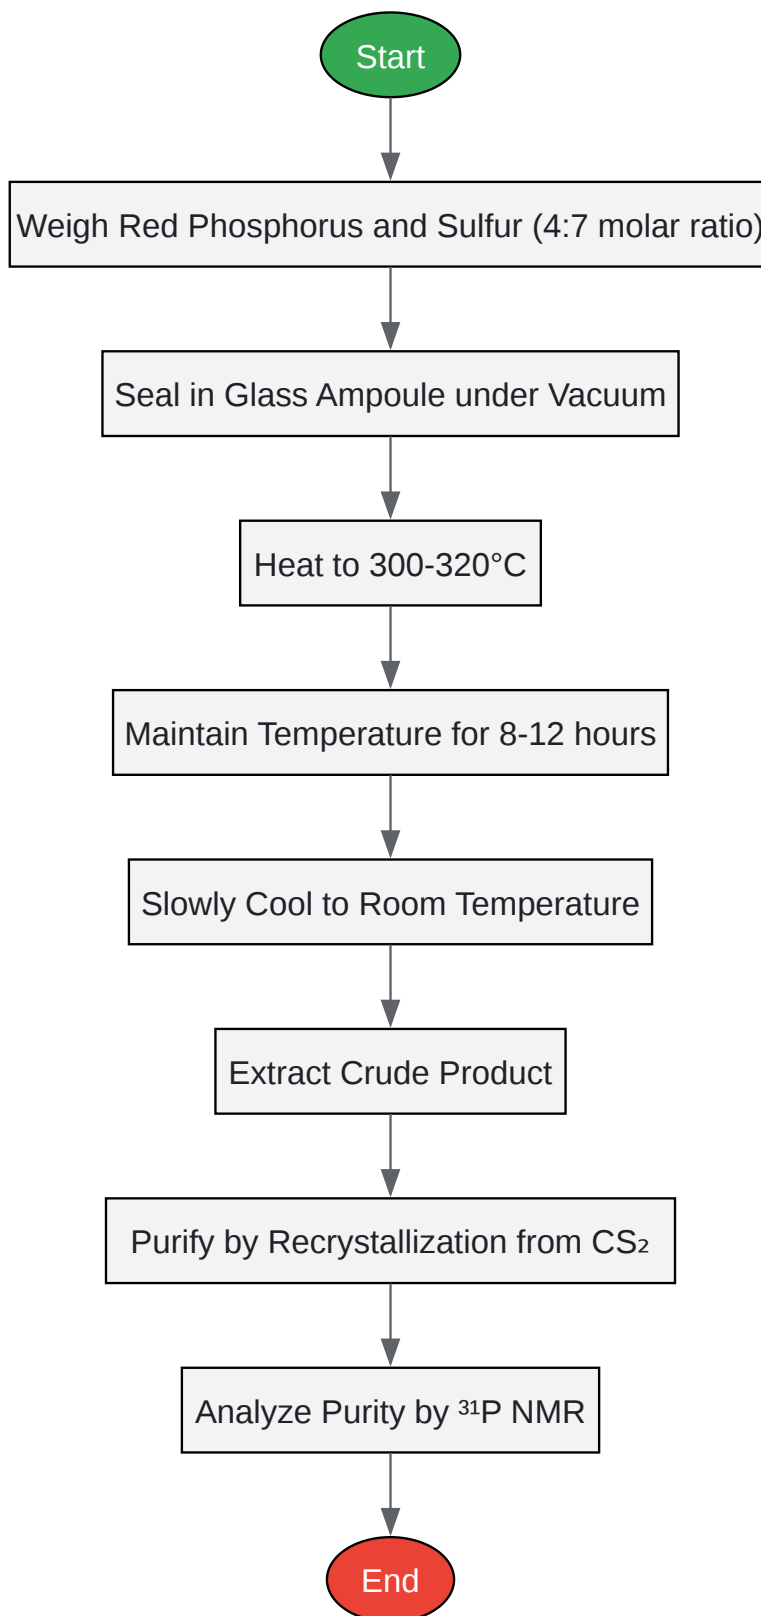 Start
Weigh Red Phosphorus and Sulfur (4:7 molar ratio)
Seal in Glass Ampoule under Vacuum
Heat to 300-320°C
Maintain Temperature for 8-12 hours
Slowly Cool to Room Temperature
Extract Crude Product
Purify by Recrystallization from CS₂
Analyze Purity by ³¹P NMR
End